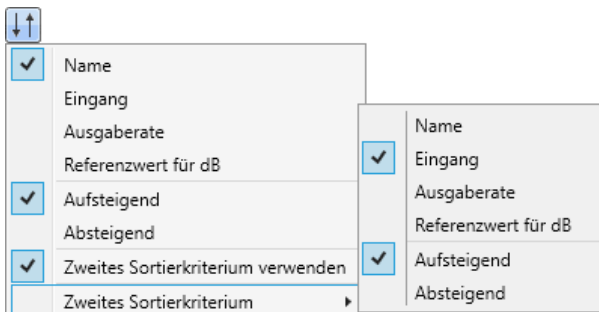 Name
Eingang
Ausgaberate
Referenzwert für dB
Aufsteigend
Absteigend
Zweites Sortierkriterium verwenden
Zweites Sortierkriterium
Name
Eingang
Ausgaberate
Referenzwert für dB
Aufsteigend
Absteigend